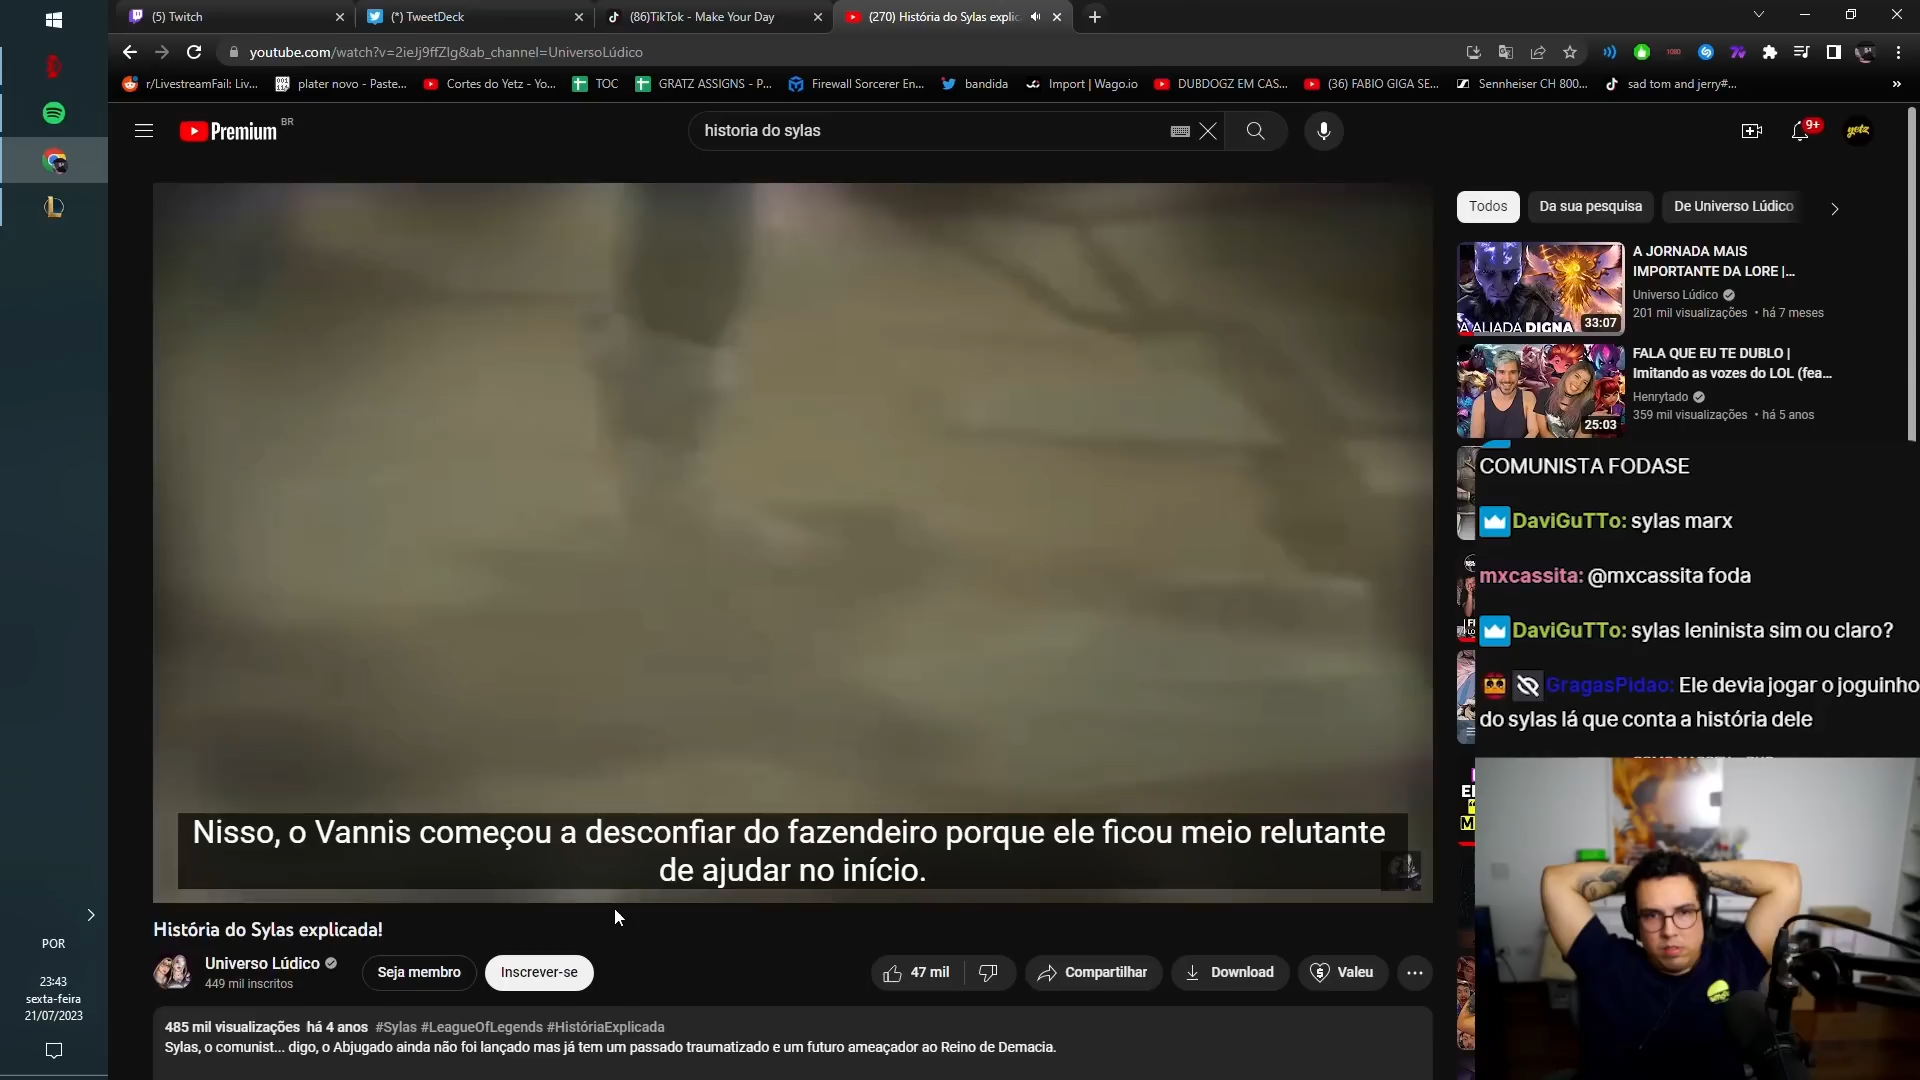 (5) Twitch
(*) TweetDeck
(86)TikTok - Make Your Day
(270) História do Sylas explic
youtube.com/watch?v=2ieJj9ffZlg&ab_channel=UniversoLúdico
r/LivestreamFail: Liv...
plater novo - Paste...
Cortes do Yetz - Yo...
TOC
GRATZ ASSIGNS - P...
Firewall Sorcerer En...
bandida
Import | Wago.io
DUBDOGZ EM CAS...
(36) FABIO GIGA SE...
Sennheiser CH 800...
sad tom and jerry#...
Premium BR
historia do sylas
9+
yetz
Todos
Da sua pesquisa
De Universo Lúdico
A JORNADA MAIS
IMPORTANTE DA LORE |...
Universo Lúdico
201 mil visualizações • há 7 meses
A ALIADA DIGNA
33:07
FALA QUE EU TE DUBLO |
Imitando as vozes do LOL (fea...
Henrytado
359 mil visualizações • há 5 anos
25:03
COMUNISTA FODASE
DaviGuTTo: sylas marx
mxcassita: @mxcassita foda
DaviGuTTo: sylas leninista sim ou claro?
GragasPidao: Ele devia jogar o joguinho
do sylas lá que conta a história dele
Nisso, o Vannis começou a desconfiar do fazendeiro porque ele ficou meio relutante
de ajudar no início.
História do Sylas explicada!
Universo Lúdico
449 mil inscritos
Seja membro
Inscrever-se
47 mil
Compartilhar
Download
Valeu
485 mil visualizações há 4 anos #Sylas #LeagueOfLegends #HistóriaExplicada
Sylas, o comunist... digo, o Abjugado ainda não foi lançado mas já tem um passado traumatizado e um futuro ameaçador ao Reino de Demacia.
POR
23:43
sexta-feira
21/07/2023